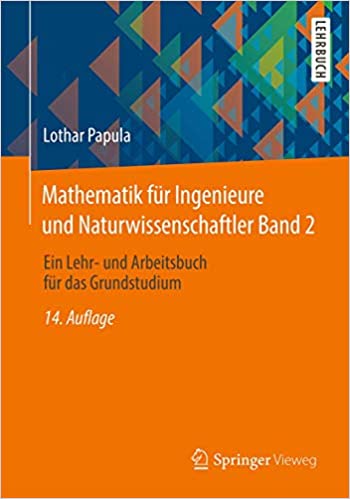 LEHRBUCH
Lothar Papula
Mathematik für Ingenieure
und Naturwissenschaftler Band 2
Ein Lehr- und Arbeitsbuch
für das Grundstudium
14. Auflage
Springer Vieweg